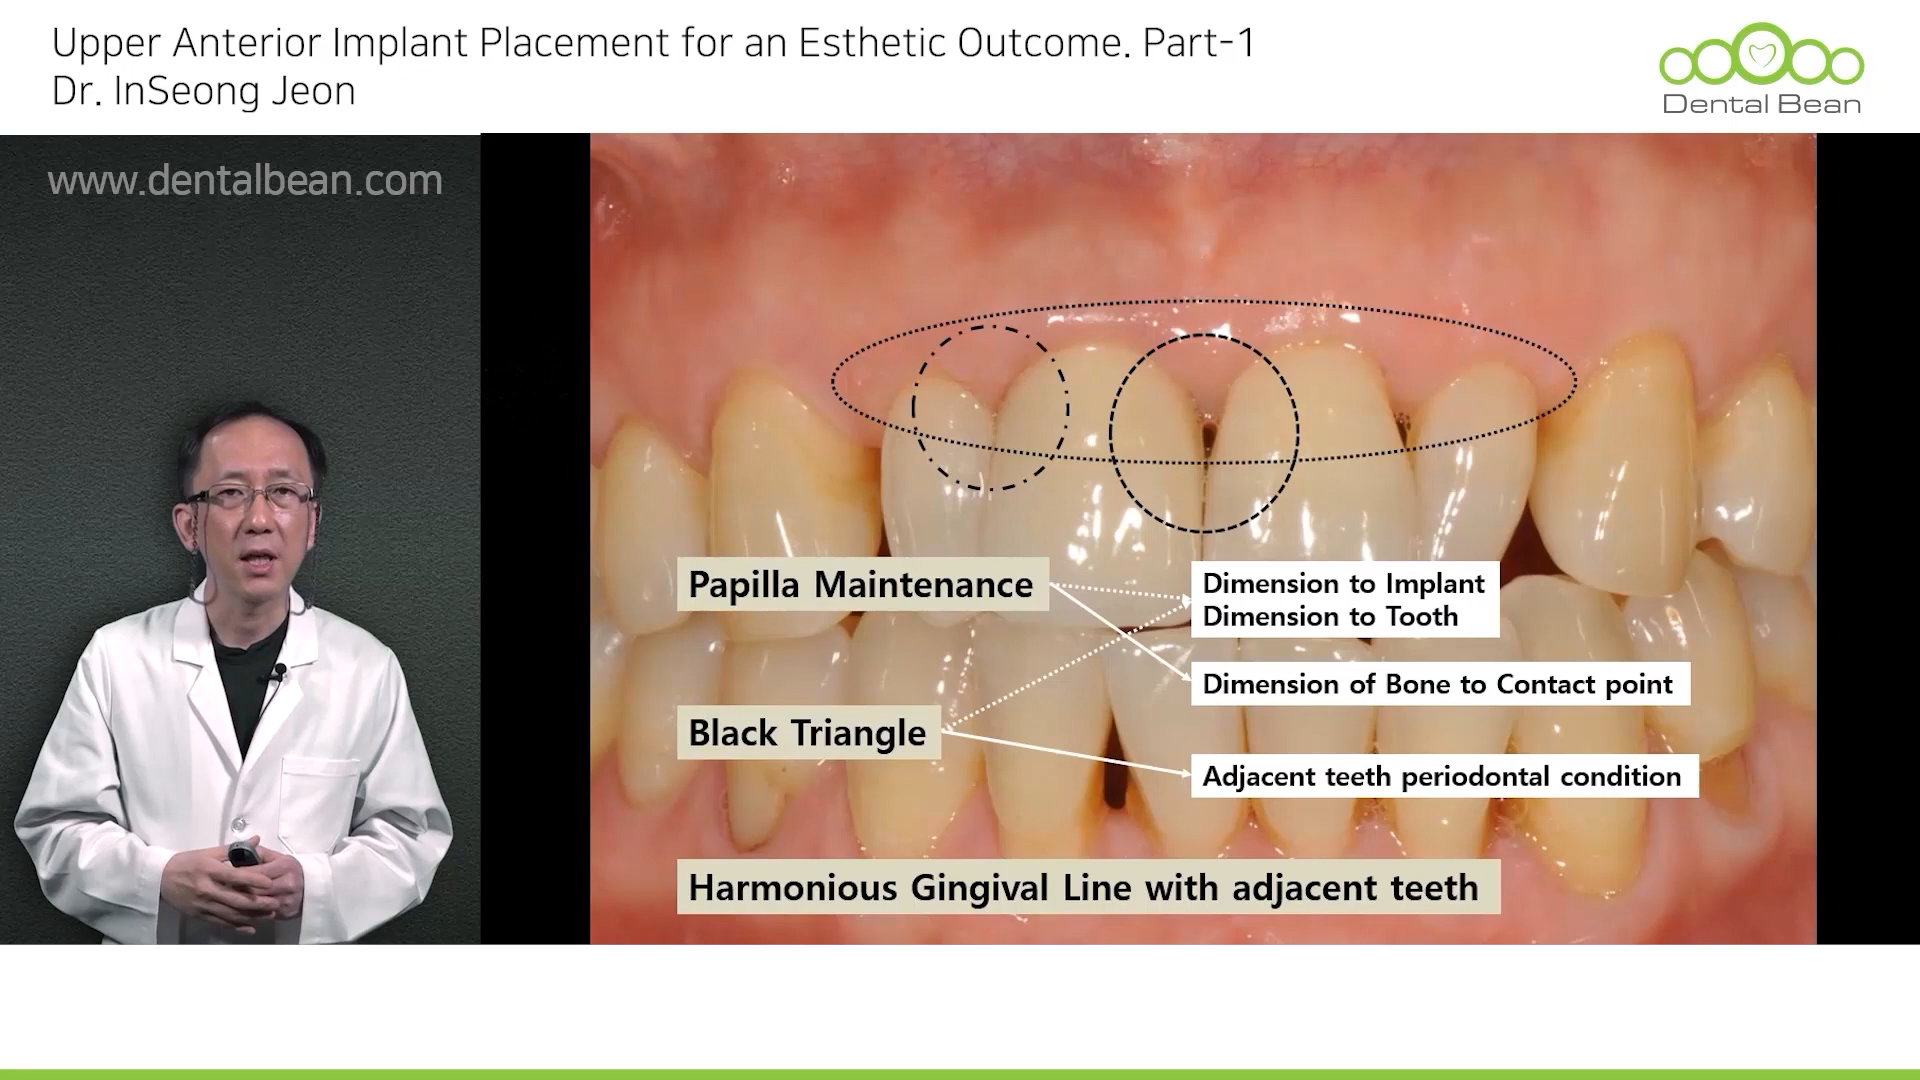 Upper Anterior Implant Placement for an Esthetic Outcome. Part-1
Dr. InSeong Jeon
Dental Bean
www.dentalbean.com
Papilla Maintenance
Dimension to Implant
Dimension to Tooth
Dimension of Bone to Contact point
Black Triangle
Adjacent teeth periodontal condition
Harmonious Gingival Line with adjacent teeth